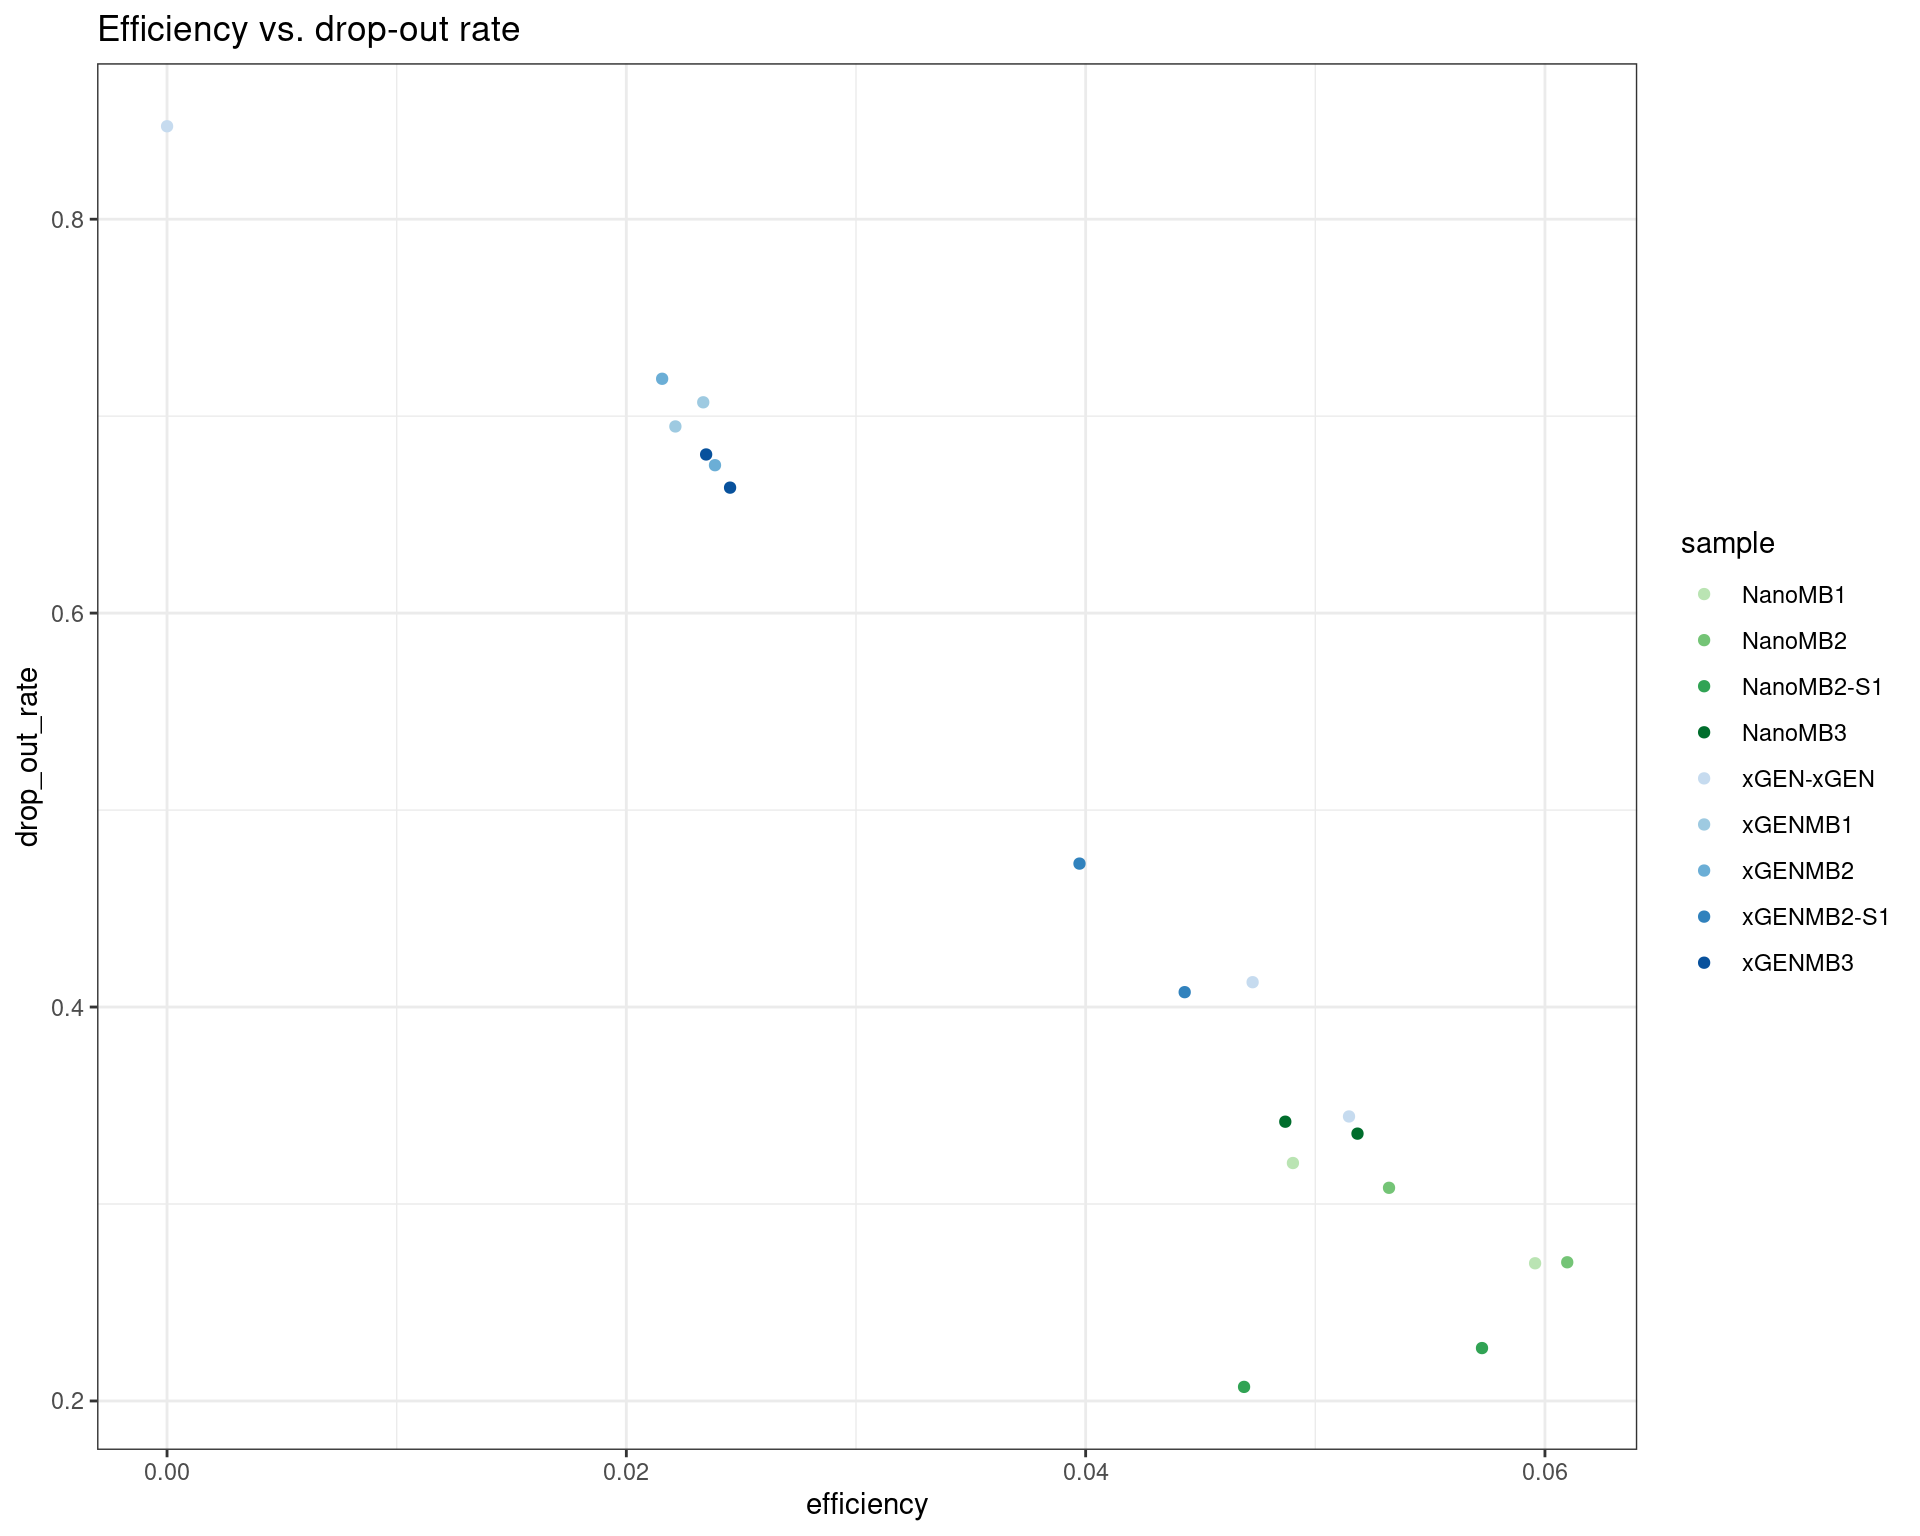 Efficiency vs. drop-out rate
0.8
0.6
0.4
0.2
drop_out_rate
0.00
0.02
0.04
0.06
efficiency
sample
NanoMB1
NanoMB2
NanoMB2-S1
NanoMB3
xGEN-xGEN
xGENMB1
xGENMB2
xGENMB2-S1
xGENMB3